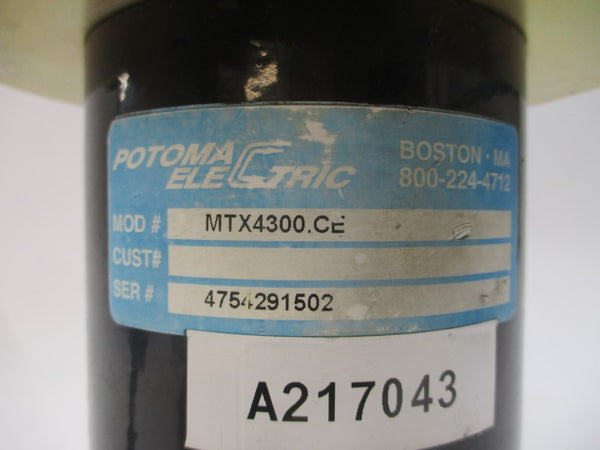 POTOMAC
ELECTRIC
BOSTON · MA
800-224-4712
MOD # MTX4300.CE
CUST#
SER # 4754291502
A217043